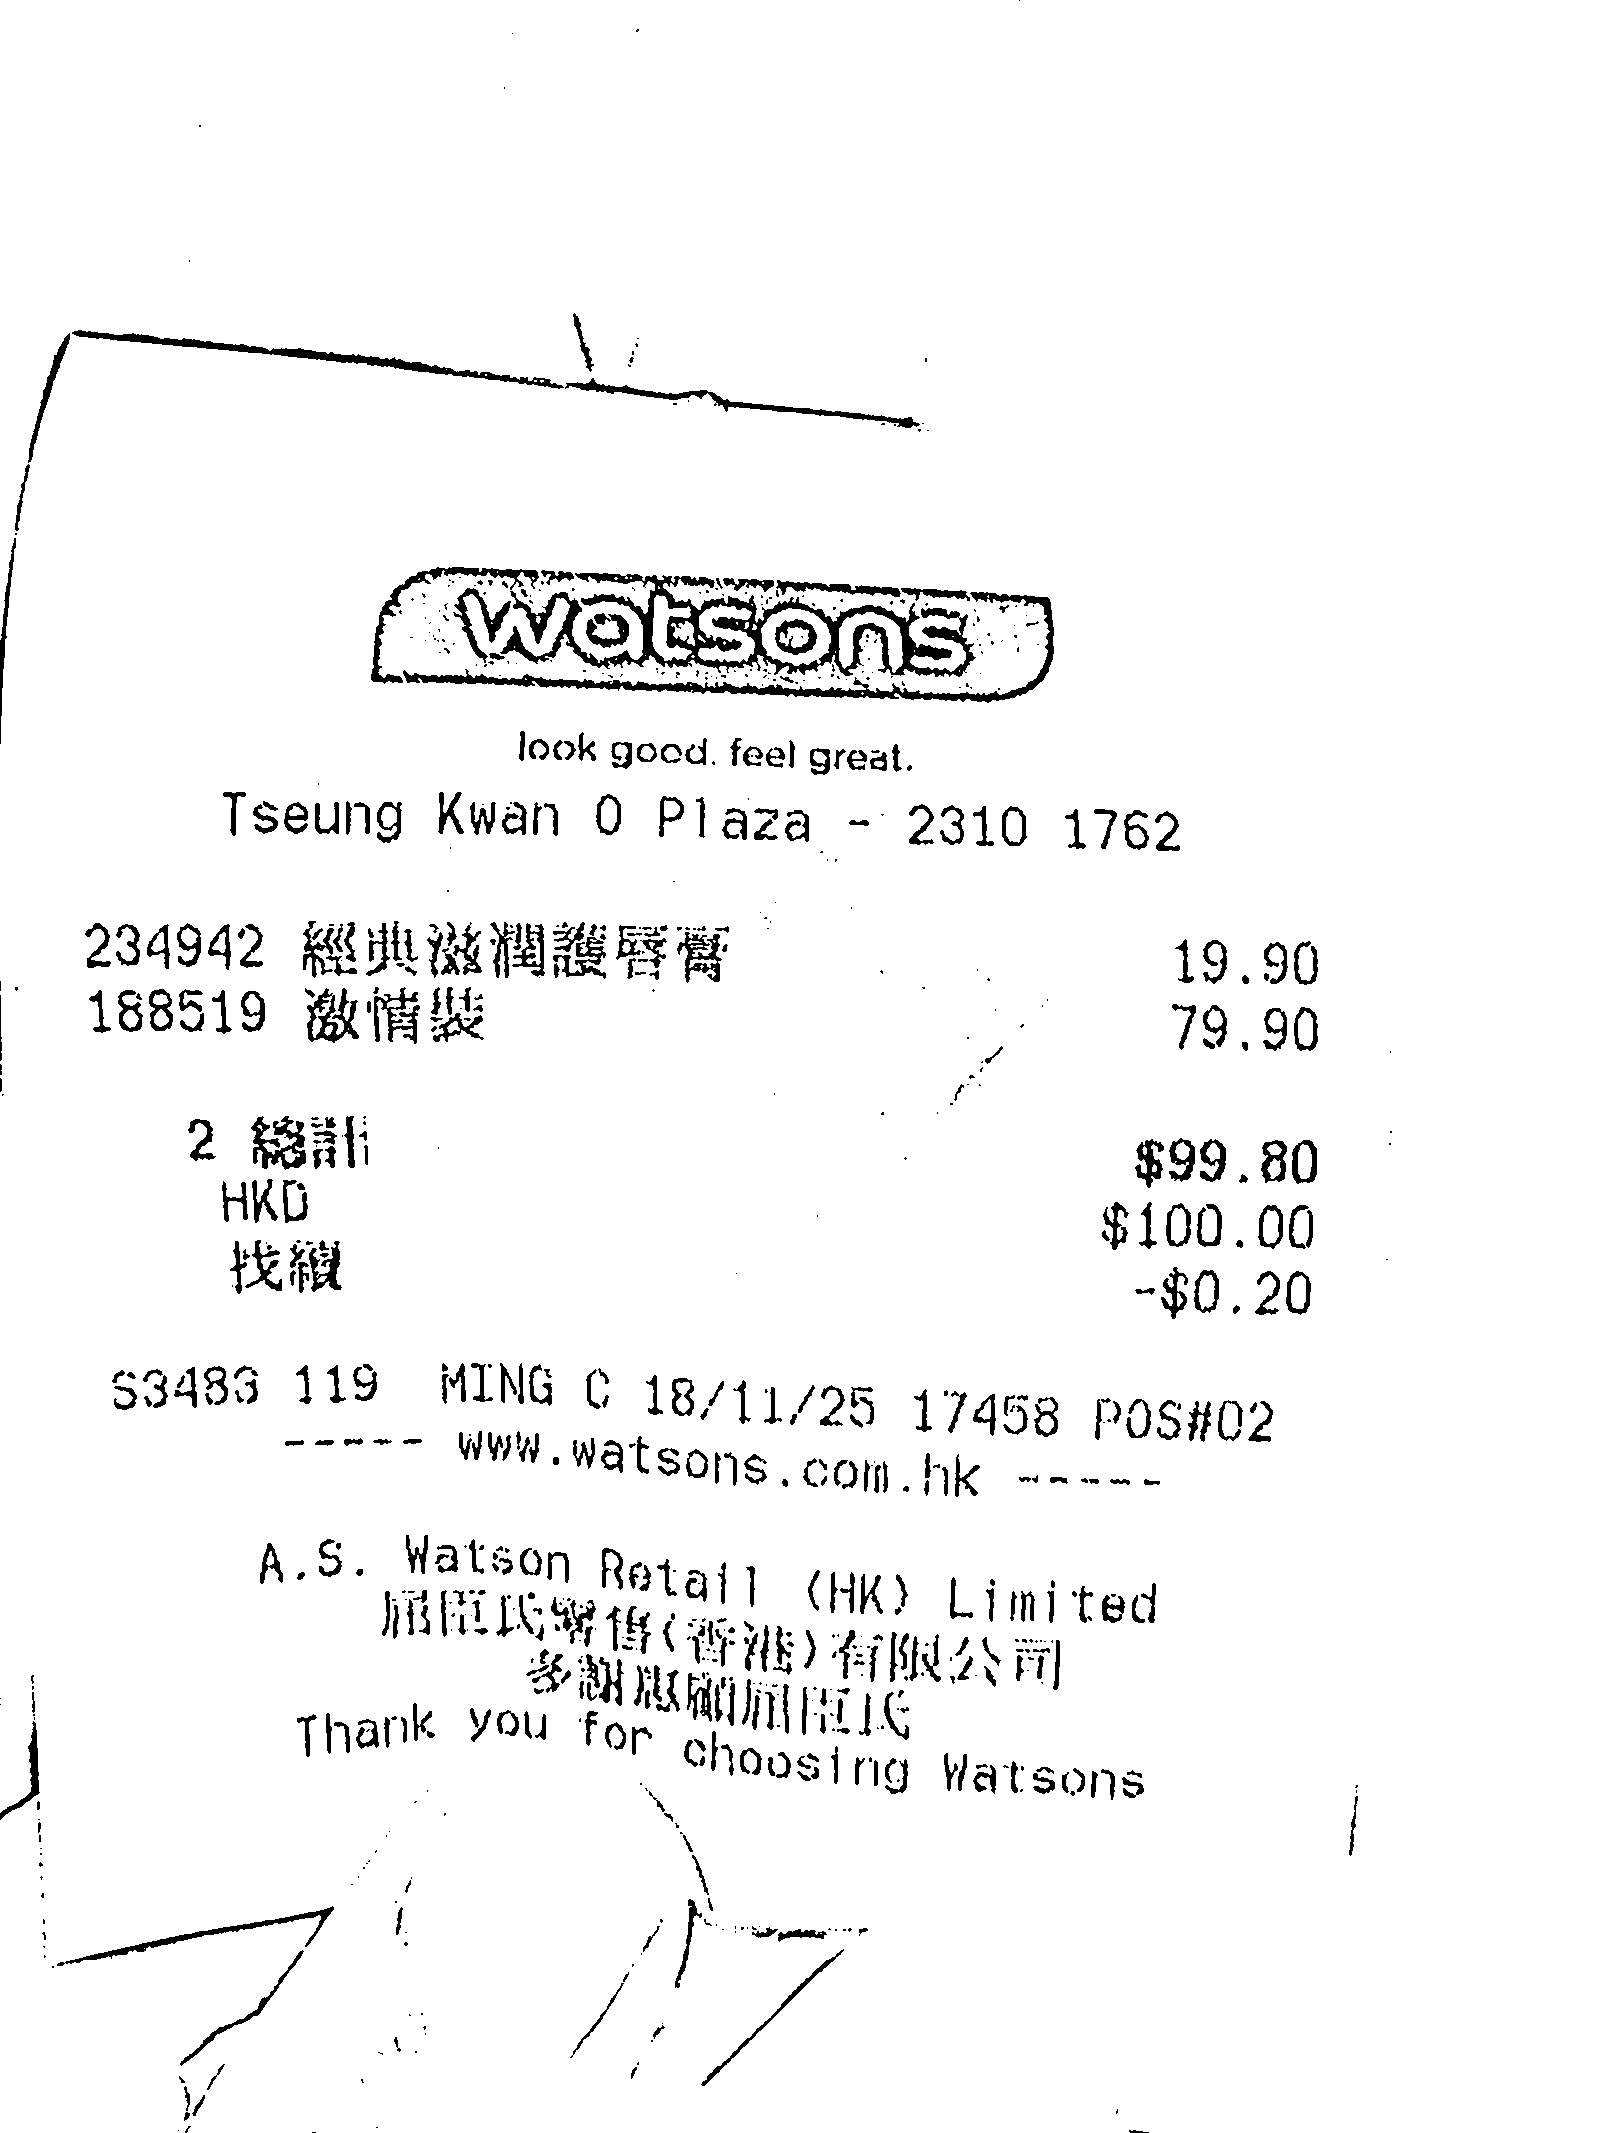 watsons
look good. feel great.
Tseung Kwan O Plaza - 2310 1762
234942 經典滋潤護唇膏 19.90
188519 激情裝 79.90
2 總計 $99.80
HKD $100.00
找續 -$0.20
S3483 119 MING C 18/11/25 17458 POS#02
----- www.watsons.com.hk -----
A.S. Watson Retail (HK) Limited
屈臣氏零售(香港)有限公司
多謝惠顧屈臣氏
Thank you for choosing Watsons